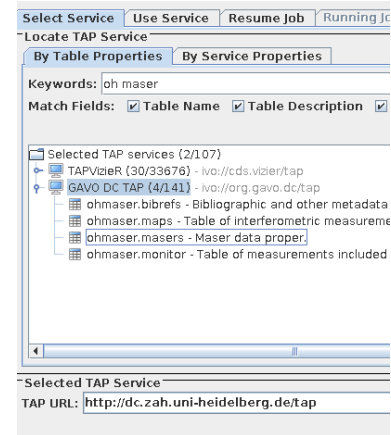 Select Service Use Service Resume Job Running
Locate TAP Service
By Table Properties By Service Properties
Keywords: oh maser
Match Fields: Table Name Table Description
Selected TAP services (2/107)
TAPVizieR (30/33676) - ivo://cds.vizier/tap
GAVO DC TAP (4/141) - ivo://org.gavo.dc/tap
ohmaser.bibrefs - Bibliographic and other metadata
ohmaser.maps - Table of interferometric measureme
ohmaser.masers - Maser data proper.
ohmaser.monitor - Table of measurements included
Selected TAP Service
TAP URL: http://dc.zah.uni-heidelberg.de/tap